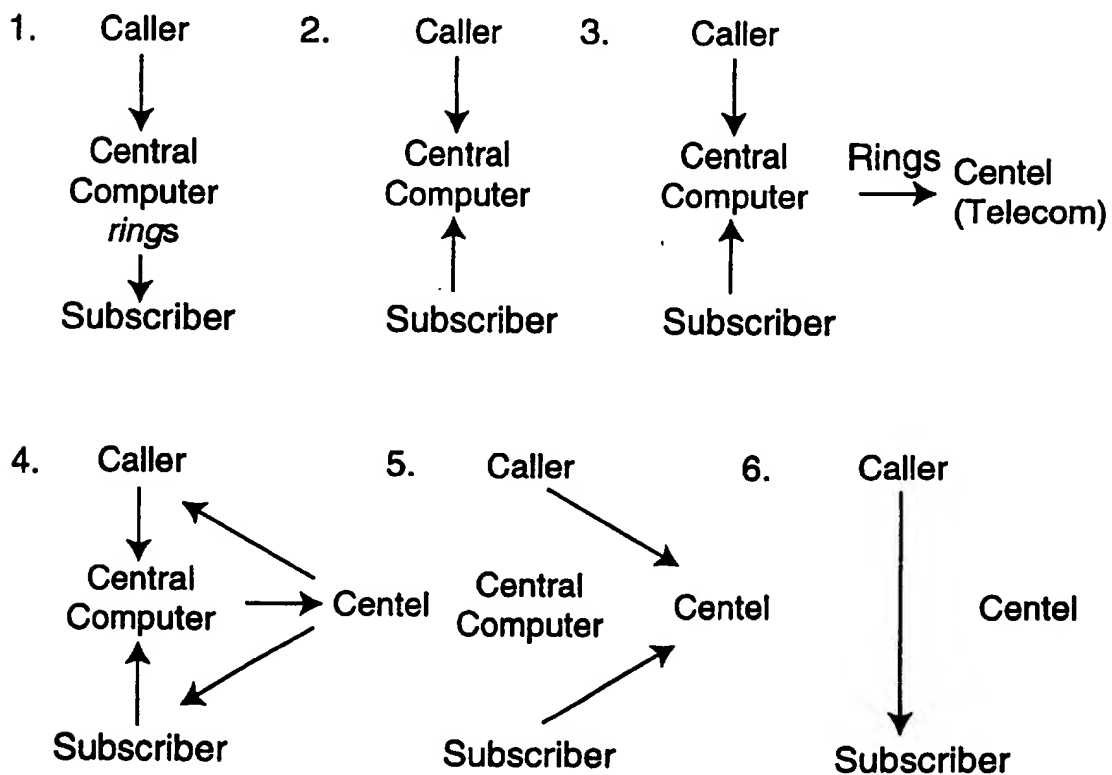 1. Caller
Central
Computer
rings
Subscriber
2. Caller
Central
Computer
Subscriber
3. Caller
Central
Computer
Subscriber
Rings
Centel
(Telecom)
4. Caller
Central
Computer
Subscriber
Centel
5. Caller
Central
Computer
Subscriber
Centel
6. Caller
Centel
Subscriber